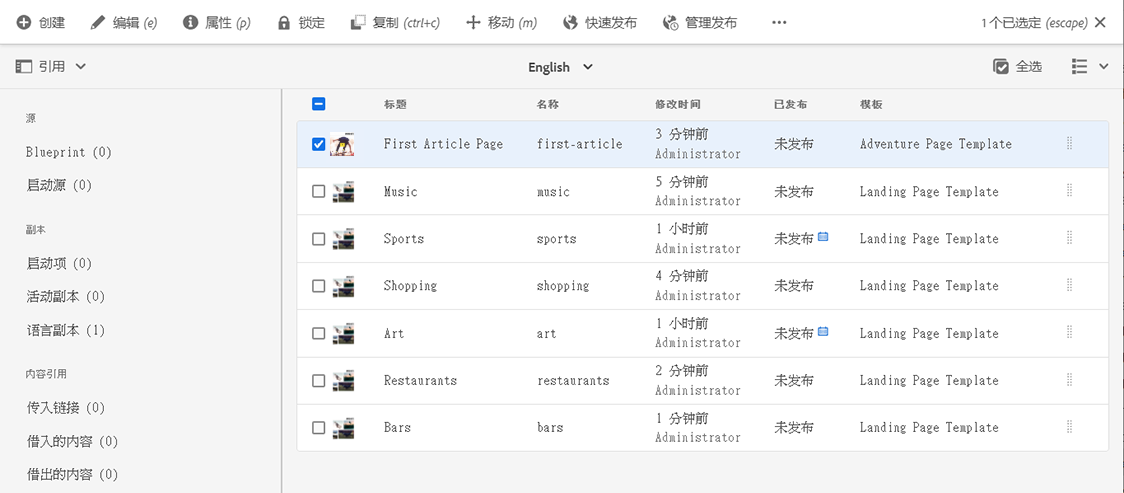 创建 编辑 (e) 属性 (p) 锁定 复制 (ctrl+c) 移动 (m) 快速发布 管理发布 ••• 1个已选定 (escape)
引用 English 全选
源
Blueprint (0)
启动源 (0)
副本
启动项 (0)
活动副本 (0)
语言副本 (1)
内容引用
传入链接 (0)
借入的内容 (0)
借出的内容 (0)
标题 名称 修改时间 已发布 模板
First Article Page first-article 3 分钟前 未发布 Adventure Page Template
Administrator
Music music 5 分钟前 未发布 Landing Page Template
Administrator
Sports sports 1 小时前 未发布 Landing Page Template
Administrator
Shopping shopping 4 分钟前 未发布 Landing Page Template
Administrator
Art art 1 小时前 未发布 Landing Page Template
Administrator
Restaurants restaurants 2 分钟前 未发布 Landing Page Template
Administrator
Bars bars 1 分钟前 未发布 Landing Page Template
Administrator